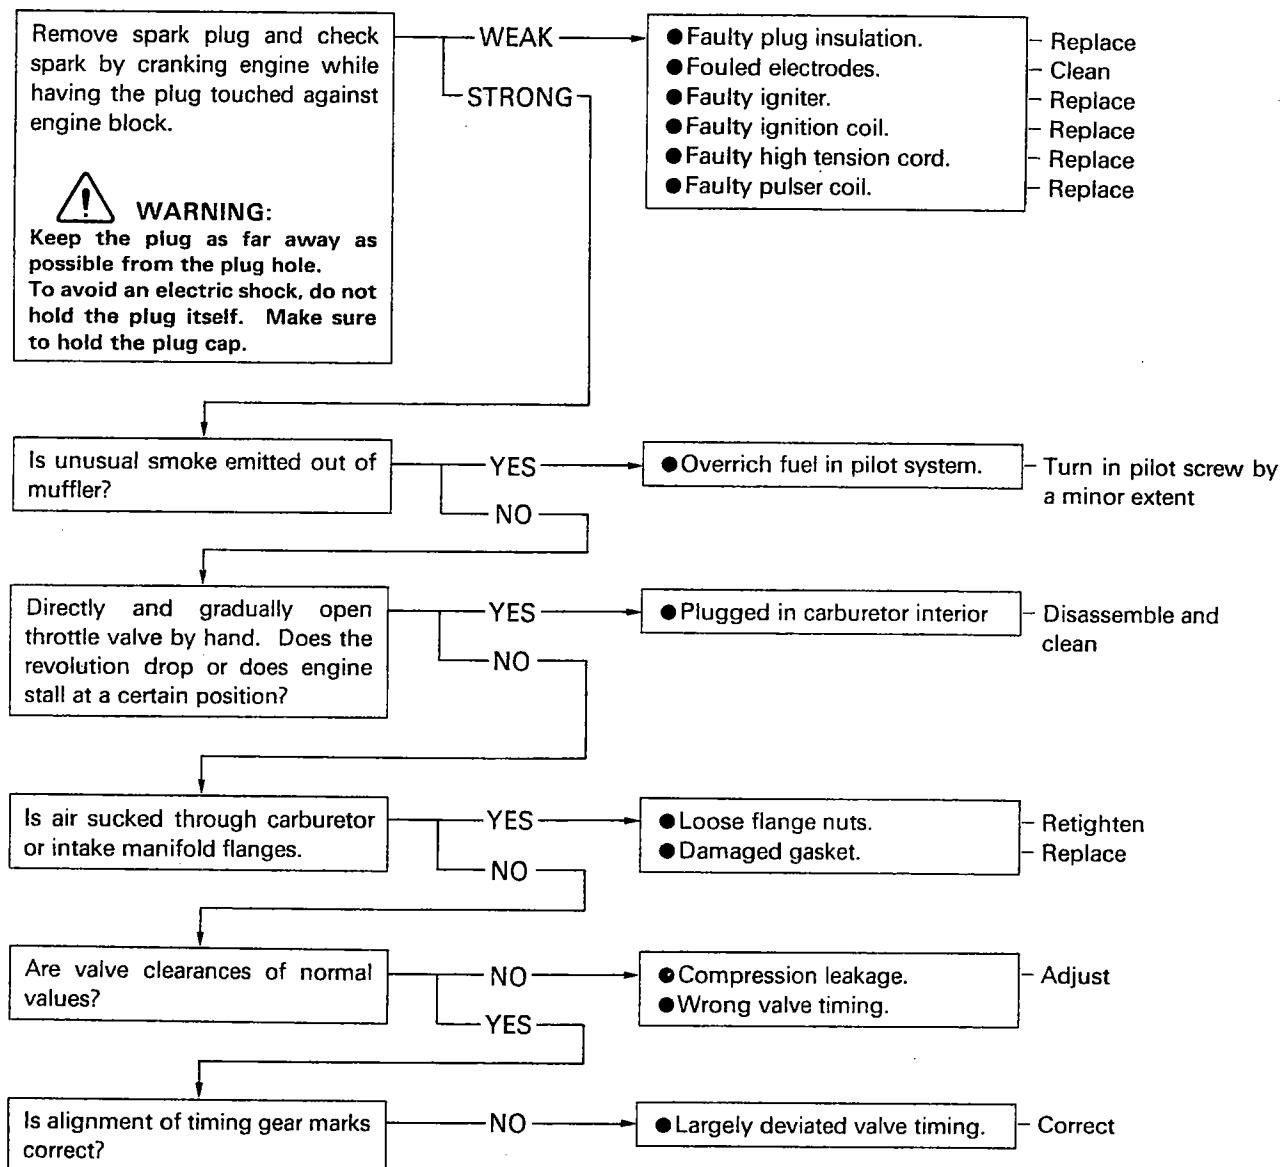 Remove spark plug and check
spark by cranking engine while
having the plug touched against
engine block.
WARNING:
Keep the plug as far away as
possible from the plug hole.
To avoid an electric shock, do not
hold the plug itself. Make sure
to hold the plug cap.
WEAK
STRONG
●Faulty plug insulation.
– Replace
●Fouled electrodes.
– Clean
●Faulty igniter.
– Replace
●Faulty ignition coil.
– Replace
●Faulty high tension cord.
– Replace
●Faulty pulser coil.
– Replace
Is unusual smoke emitted out of
muffler?
YES
NO
●Overrich fuel in pilot system.
– Turn in pilot screw by
a minor extent
Directly and gradually open
throttle valve by hand. Does the
revolution drop or does engine
stall at a certain position?
YES
NO
●Plugged in carburetor interior
– Disassemble and
clean
Is air sucked through carburetor
or intake manifold flanges.
YES
NO
●Loose flange nuts.
– Retighten
●Damaged gasket.
– Replace
Are valve clearances of normal
values?
NO
YES
●Compression leakage.
– Adjust
●Wrong valve timing.
Is alignment of timing gear marks
correct?
NO
●Largely deviated valve timing.
– Correct